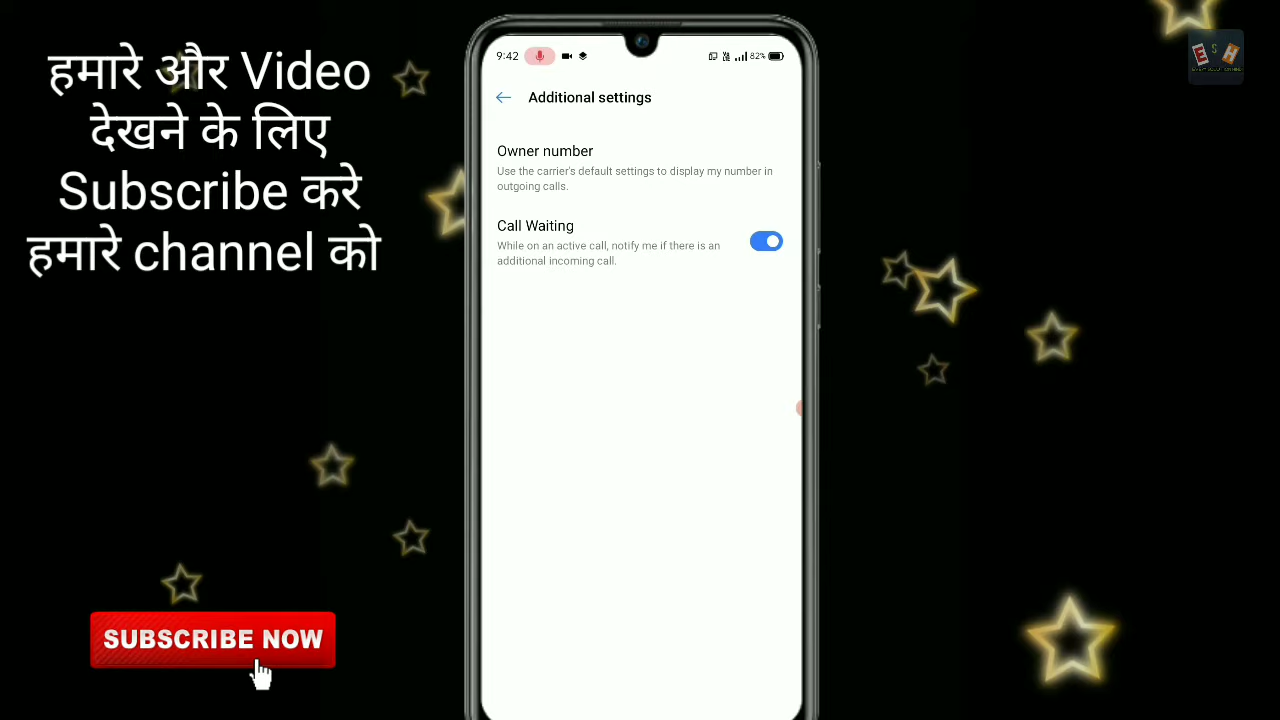 हमारे और Video
देखने के लिए
Subscribe करे
हमारे channel को
SUBSCRIBE NOW
9:42
82%
Additional settings
Owner number
Use the carrier's default settings to display my number in
outgoing calls.
Call Waiting
While on an active call, notify me if there is an
additional incoming call.
E S H